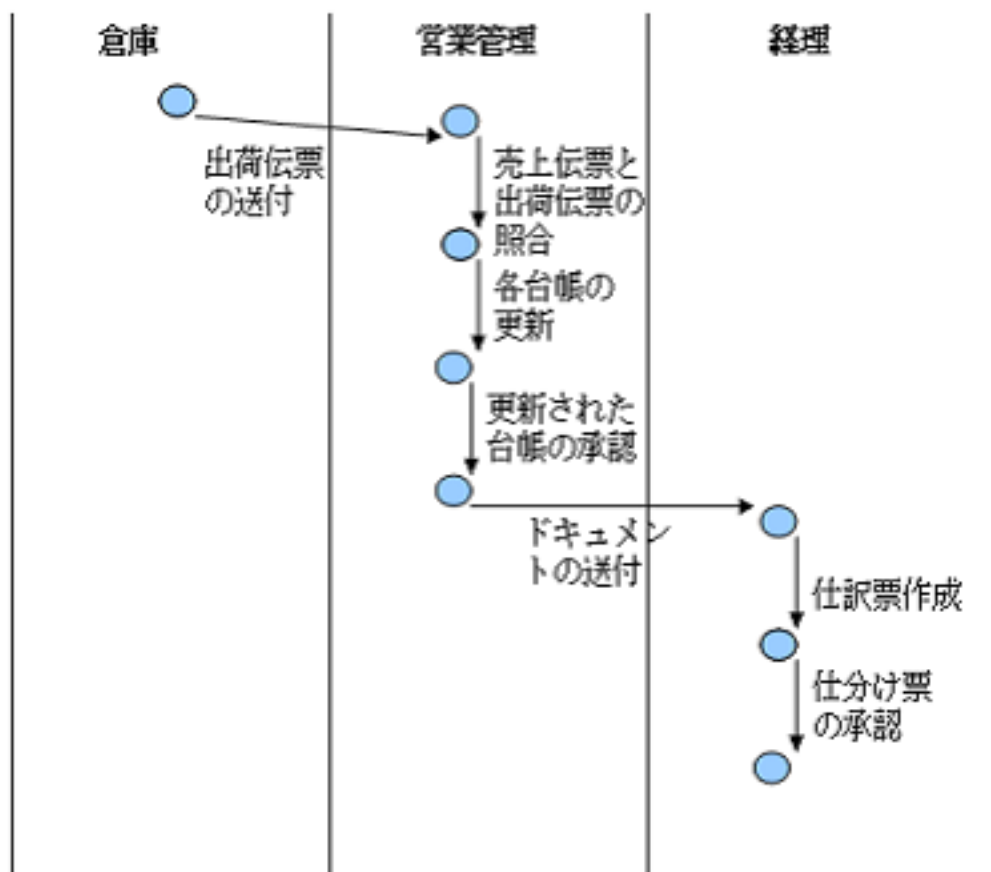 倉庫
営業管理
経理
出荷伝票
の送付
売上伝票と
出荷伝票の
照合
各台帳の
更新
更新された
台帳の承認
ドキュメン
トの送付
仕訳票作成
仕分け票
の承認